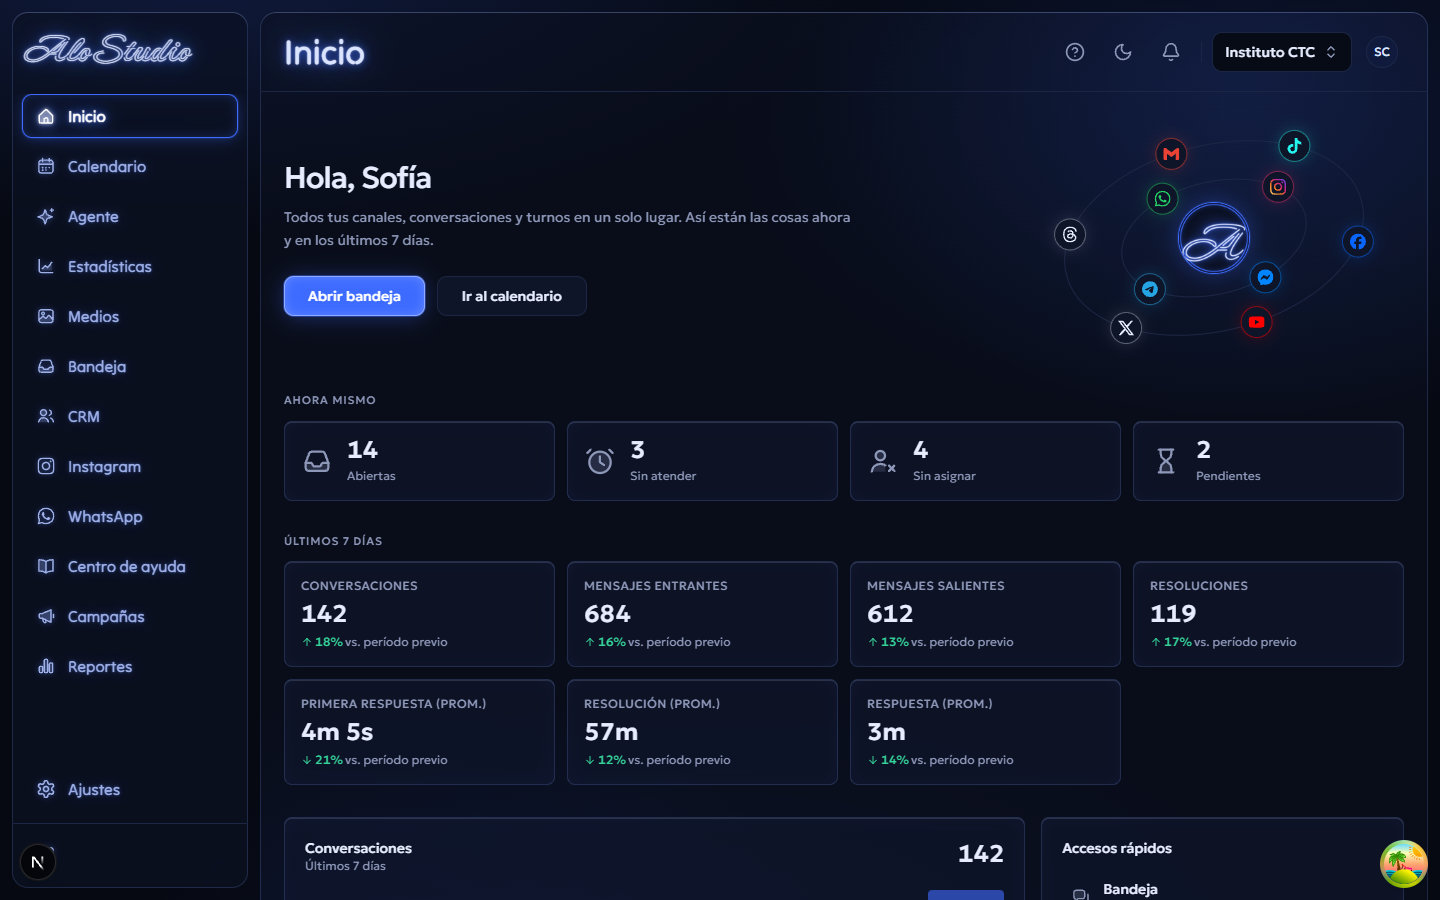 AloStudio
Inicio
Calendario
Agente
Estadísticas
Medios
Bandeja
CRM
Instagram
WhatsApp
Centro de ayuda
Campañas
Reportes
Ajustes
N
Inicio
Instituto CTC
SC
Hola, Sofía
Todos tus canales, conversaciones y turnos en un solo lugar. Así están las cosas ahora
y en los últimos 7 días.
Abrir bandeja
Ir al calendario
A
AHORA MISMO
14
Abiertas
3
Sin atender
4
Sin asignar
2
Pendientes
ÚLTIMOS 7 DÍAS
CONVERSACIONES
142
↑ 18% vs. período previo
MENSAJES ENTRANTES
684
↑ 16% vs. período previo
MENSAJES SALIENTES
612
↑ 13% vs. período previo
RESOLUCIONES
119
↑ 17% vs. período previo
PRIMERA RESPUESTA (PROM.)
4m 5s
↓ 21% vs. período previo
RESOLUCIÓN (PROM.)
57m
↓ 12% vs. período previo
RESPUESTA (PROM.)
3m
↓ 14% vs. período previo
Conversaciones
Últimos 7 días
142
Accesos rápidos
Bandeja